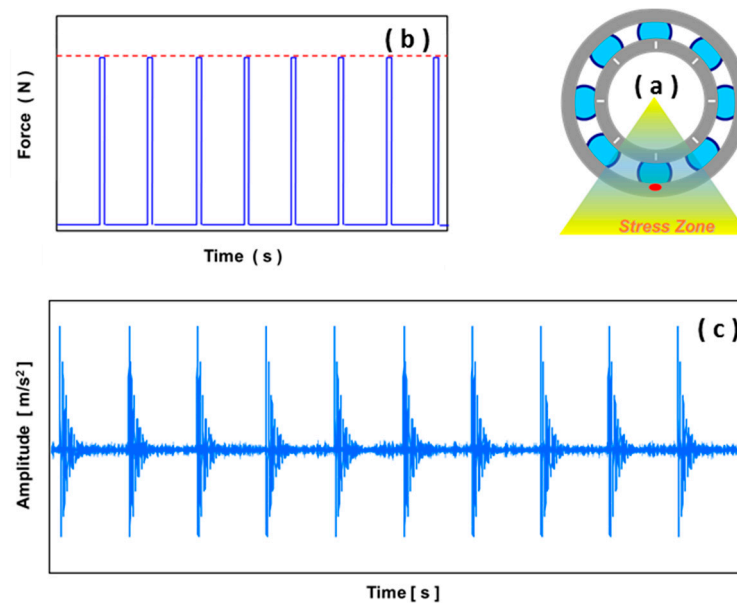 ( b )
Force ( N )
Time ( s )
( a )
Stress Zone
( c )
Amplitude [ m/s² ]
Time [ s ]